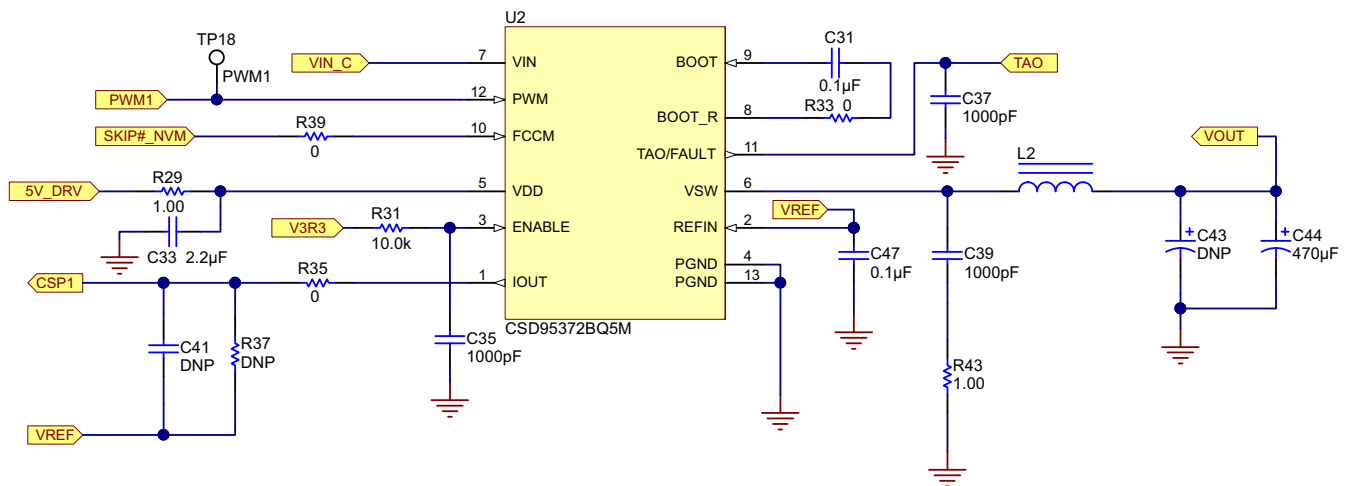 U2
TP18
PWM1
VIN_C
7
VIN
BOOT
9
C31
0.1µF
TAO
PWM1
12
PWM
C37
1000pF
SKIP#_NVM
R39
0
10
FCCM
BOOT_R
8
R33 0
TAO/FAULT
11
VOUT
5V_DRV
R29
1.00
5
VDD
VSW
6
L2
C33 2.2µF
V3R3
R31
10.0k
3
ENABLE
REFIN
2
VREF
C47
0.1µF
C39
1000pF
C43
DNP
C44
470µF
CSP1
R35
0
1
IOUT
PGND
4
PGND
13
CSD95372BQ5M
C41
DNP
R37
DNP
C35
1000pF
R43
1.00
VREF